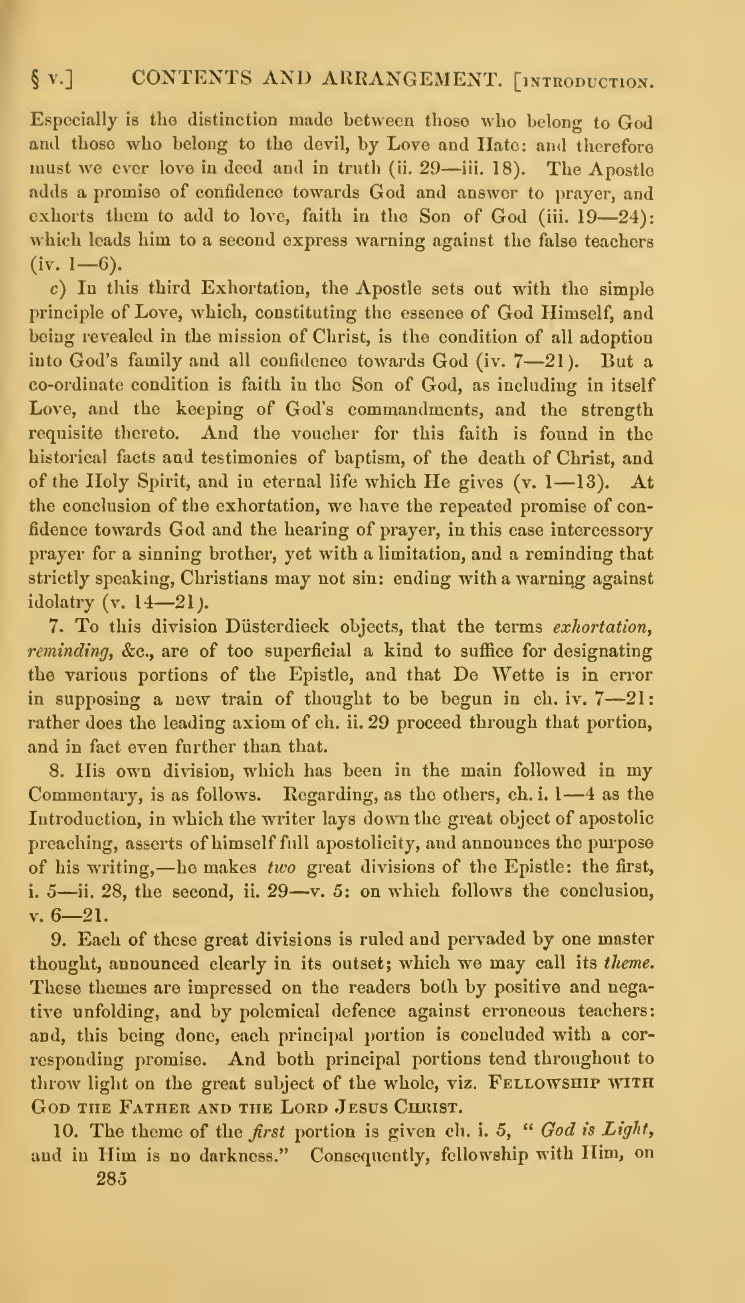 § v.] CONTENTS AND ARRANGEMENT. [INTRODUCTION.
Especially is the distinction made between those who belong to God
and those who belong to the devil, by Love and Hate: and therefore
must we ever love in deed and in truth (ii. 29—iii. 18). The Apostle
adds a promise of confidence towards God and answer to prayer, and
exhorts them to add to love, faith in the Son of God (iii. 19—24):
which leads him to a second express warning against the false teachers
(iv. 1—6).
c) In this third Exhortation, the Apostle sets out with the simple
principle of Love, which, constituting the essence of God Himself, and
being revealed in the mission of Christ, is the condition of all adoption
into God's family and all confidence towards God (iv. 7—21). But a
co-ordinate condition is faith in the Son of God, as including in itself
Love, and the keeping of God's commandments, and the strength
requisite thereto. And the voucher for this faith is found in the
historical facts and testimonies of baptism, of the death of Christ, and
of the Holy Spirit, and in eternal life which He gives (v. 1—13). At
the conclusion of the exhortation, we have the repeated promise of con-
fidence towards God and the hearing of prayer, in this case intercessory
prayer for a sinning brother, yet with a limitation, and a reminding that
strictly speaking, Christians may not sin: ending with a warning against
idolatry (v. 14—21).
7. To this division Düsterdieck objects, that the terms exhortation,
reminding, &c., are of too superficial a kind to suffice for designating
the various portions of the Epistle, and that De Wette is in error
in supposing a new train of thought to be begun in ch. iv. 7—21:
rather does the leading axiom of ch. ii. 29 proceed through that portion,
and in fact even further than that.
8. His own division, which has been in the main followed in my
Commentary, is as follows. Regarding, as the others, ch. i. 1—4 as the
Introduction, in which the writer lays down the great object of apostolic
preaching, asserts of himself full apostolicity, and announces the purpose
of his writing,—he makes two great divisions of the Epistle: the first,
i. 5—ii. 28, the second, ii. 29—v. 5: on which follows the conclusion,
v. 6—21.
9. Each of these great divisions is ruled and pervaded by one master
thought, announced clearly in its outset; which we may call its theme.
These themes are impressed on the readers both by positive and nega-
tive unfolding, and by polemical defence against erroneous teachers:
and, this being done, each principal portion is concluded with a cor-
responding promise. And both principal portions tend throughout to
throw light on the great subject of the whole, viz. FELLOWSHIP WITH
GOD THE FATHER AND THE LORD JESUS CHRIST.
10. The theme of the first portion is given ch. i. 5, “ God is Light,
and in Him is no darkness.” Consequently, fellowship with Him, on
285